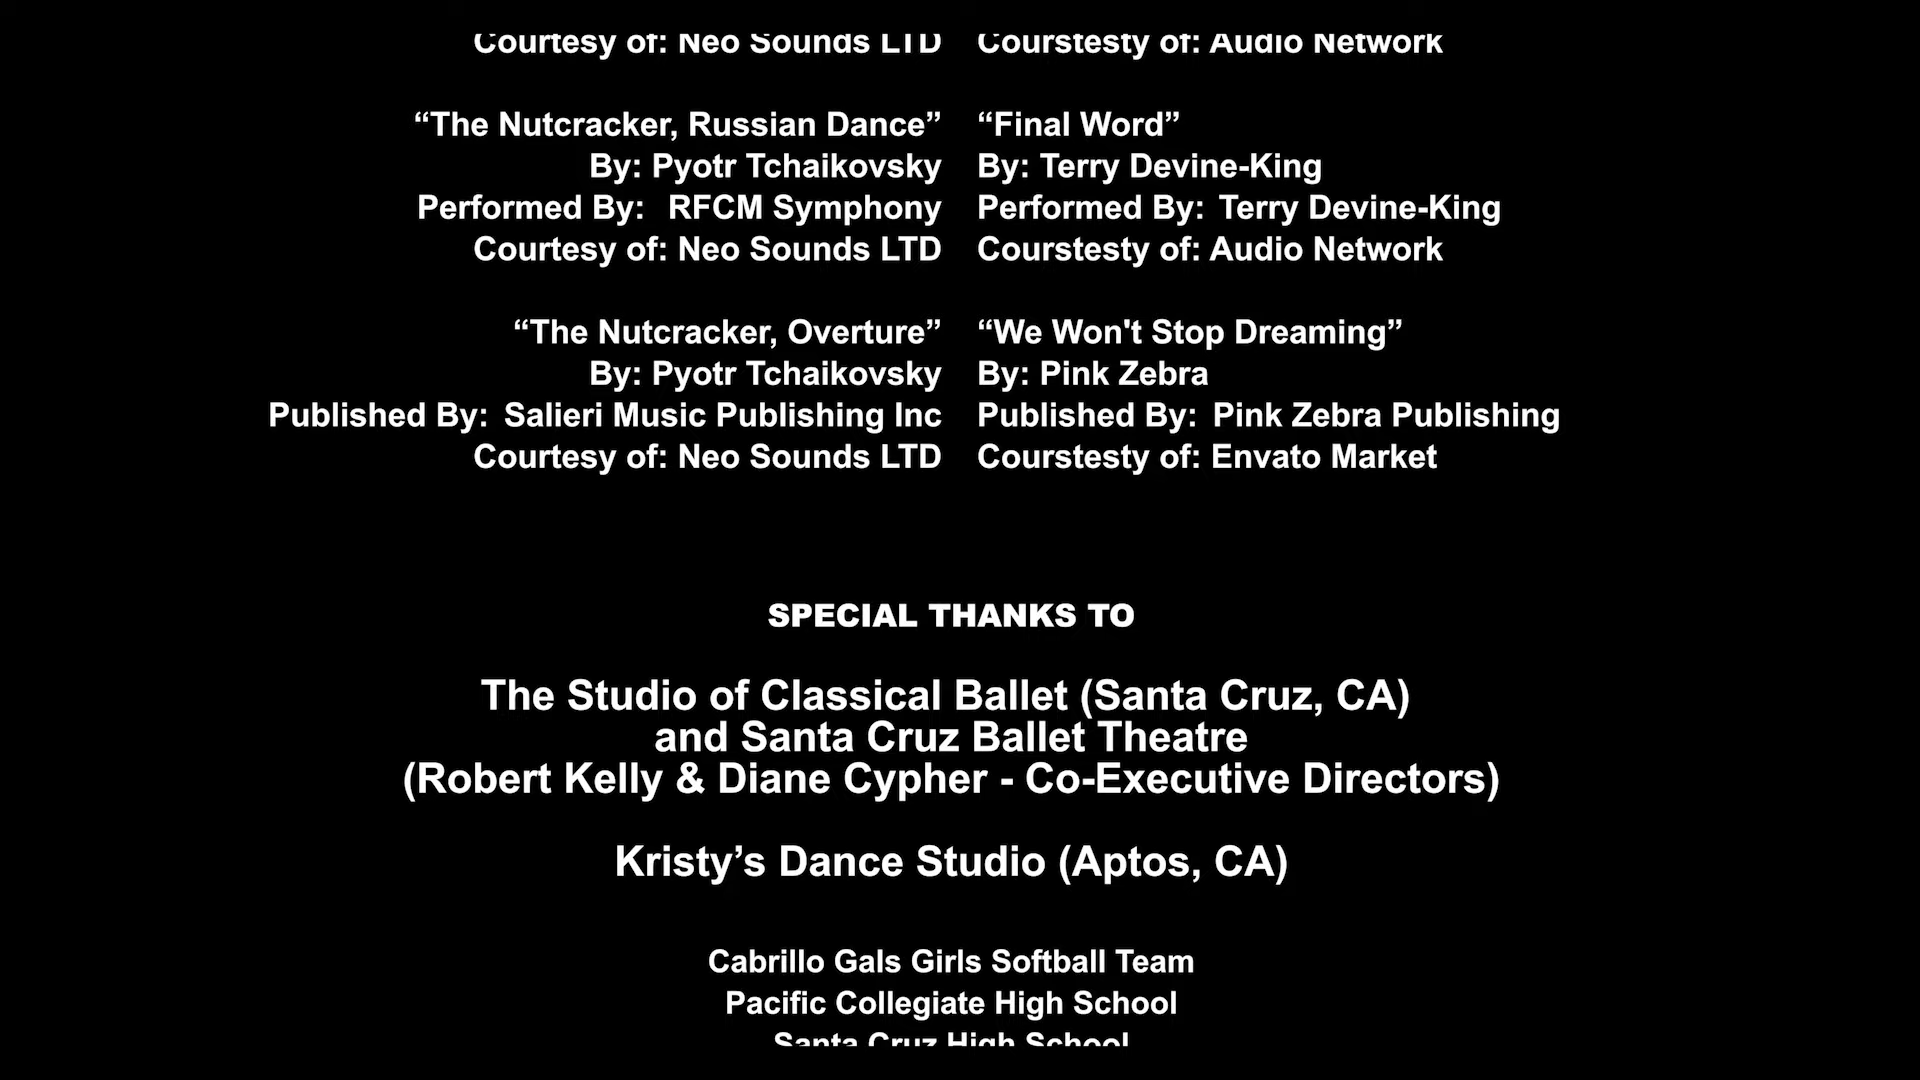 Courtesy of: Neo Sounds LTD
Courstesty of: Audio Network
“The Nutcracker, Russian Dance”
By: Pyotr Tchaikovsky
Performed By: RFCM Symphony
Courtesy of: Neo Sounds LTD
“Final Word”
By: Terry Devine-King
Performed By: Terry Devine-King
Courstesty of: Audio Network
“The Nutcracker, Overture”
By: Pyotr Tchaikovsky
Published By: Salieri Music Publishing Inc
Courtesy of: Neo Sounds LTD
“We Won't Stop Dreaming”
By: Pink Zebra
Published By: Pink Zebra Publishing
Courstesty of: Envato Market
SPECIAL THANKS TO
The Studio of Classical Ballet (Santa Cruz, CA)
and Santa Cruz Ballet Theatre
(Robert Kelly & Diane Cypher - Co-Executive Directors)
Kristy’s Dance Studio (Aptos, CA)
Cabrillo Gals Girls Softball Team
Pacific Collegiate High School
Santa Cruz High School